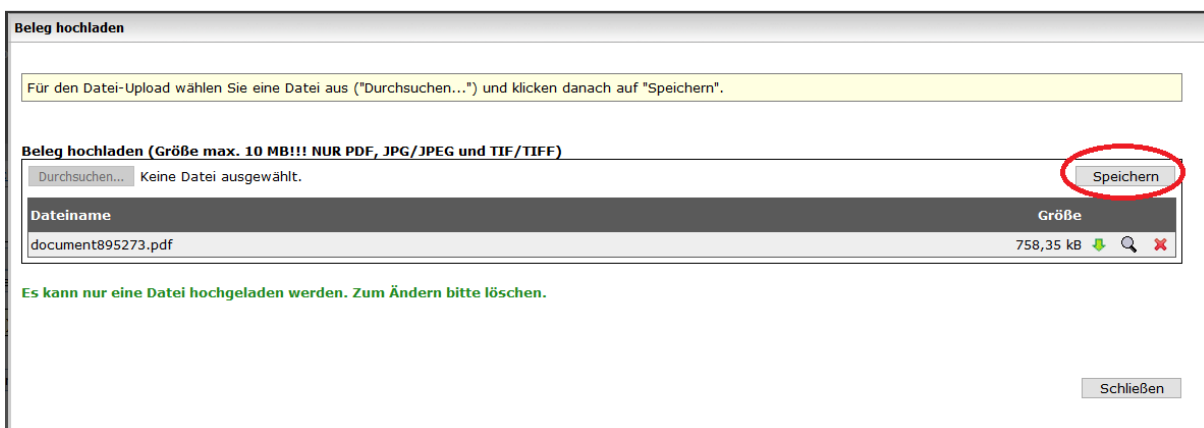 Beleg hochladen
Für den Datei-Upload wählen Sie eine Datei aus ("Durchsuchen...") und klicken danach auf "Speichern".
Beleg hochladen (Größe max. 10 MB!!! NUR PDF, JPG/JPEG und TIF/TIFF)
Durchsuchen... Keine Datei ausgewählt. Speichern
Dateiname Größe
document895273.pdf 758,35 kB
Es kann nur eine Datei hochgeladen werden. Zum Ändern bitte löschen.
Schließen